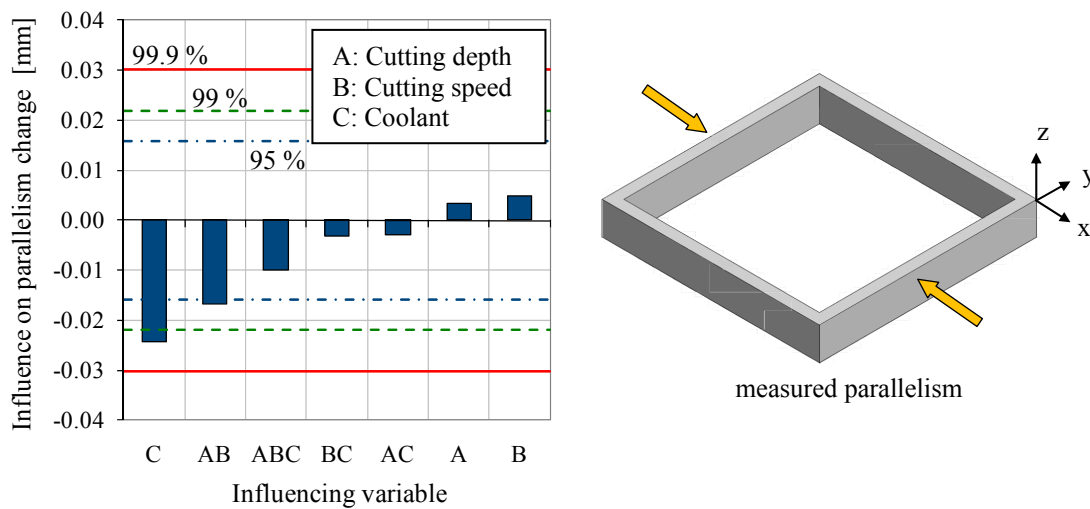 Influence on parallelism change [mm]
0.04
0.03
0.02
0.01
0.00
-0.01
-0.02
-0.03
-0.04
99.9 %
99 %
95 %
A: Cutting depth
B: Cutting speed
C: Coolant
C AB ABC BC AC A B
Influencing variable
z
y
x
measured parallelism